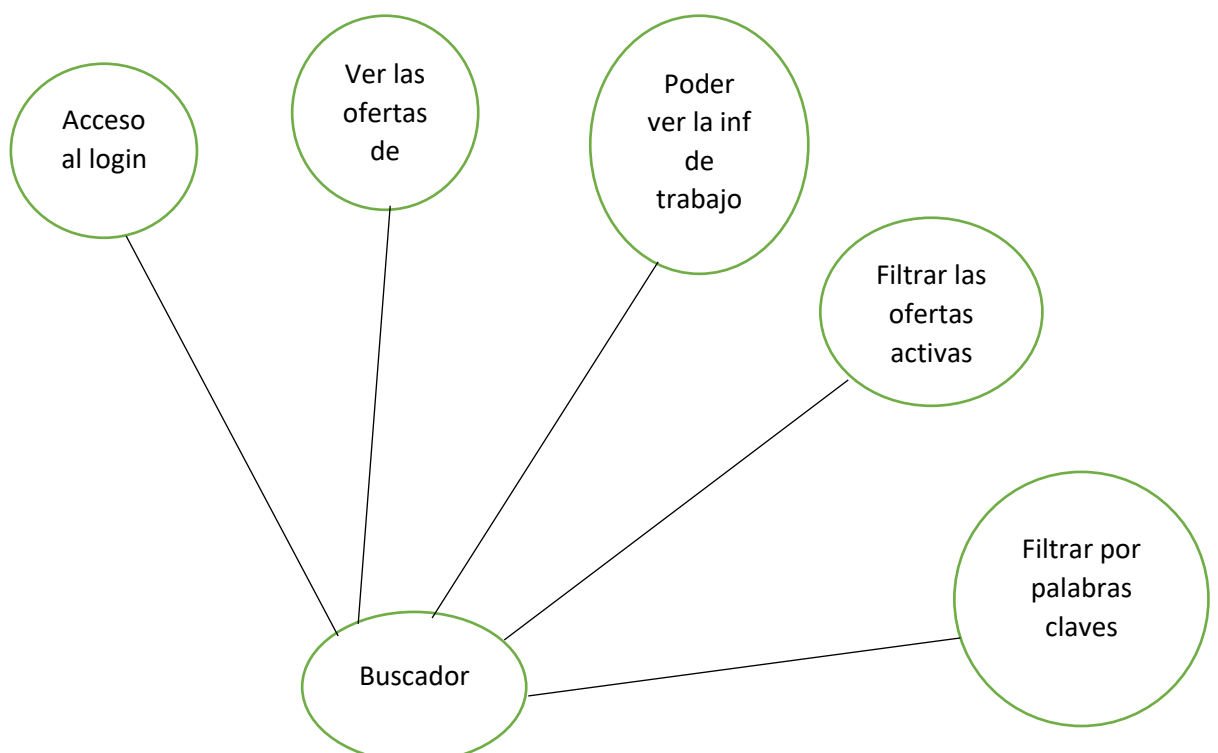 Acceso
al login
Ver las
ofertas
de
Poder
ver la inf
de
trabajo
Filtrar las
ofertas
activas
Filtrar por
palabras
claves
Buscador